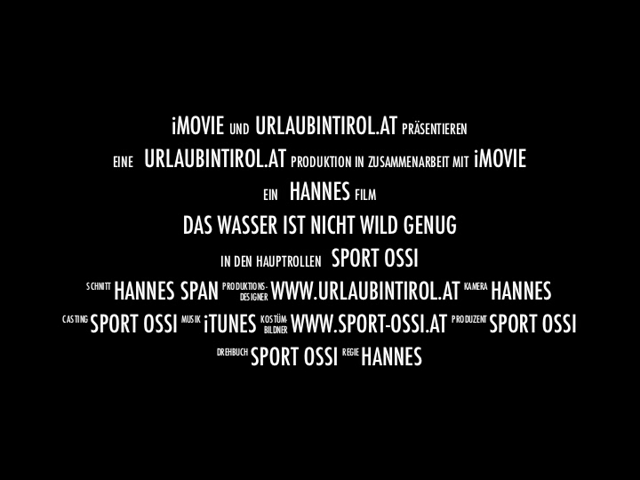 iMOVIE UND URLAUBINTIROL.AT PRÄSENTIEREN
EINE URLAUBINTIROL.AT PRODUKTION IN ZUSAMMENARBEIT MIT iMOVIE
EIN HANNES FILM
DAS WASSER IST NICHT WILD GENUG
IN DEN HAUPTROLLEN SPORT OSSI
SCHNITT HANNES SPAN PRODUKTIONS-DESIGNER WWW.URLAUBINTIROL.AT KAMERA HANNES
CASTING SPORT OSSI MUSIK iTUNES KOSTÜM-BILDNER WWW.SPORT-OSSI.AT PRODUZENT SPORT OSSI
DREHBUCH SPORT OSSI REGIE HANNES